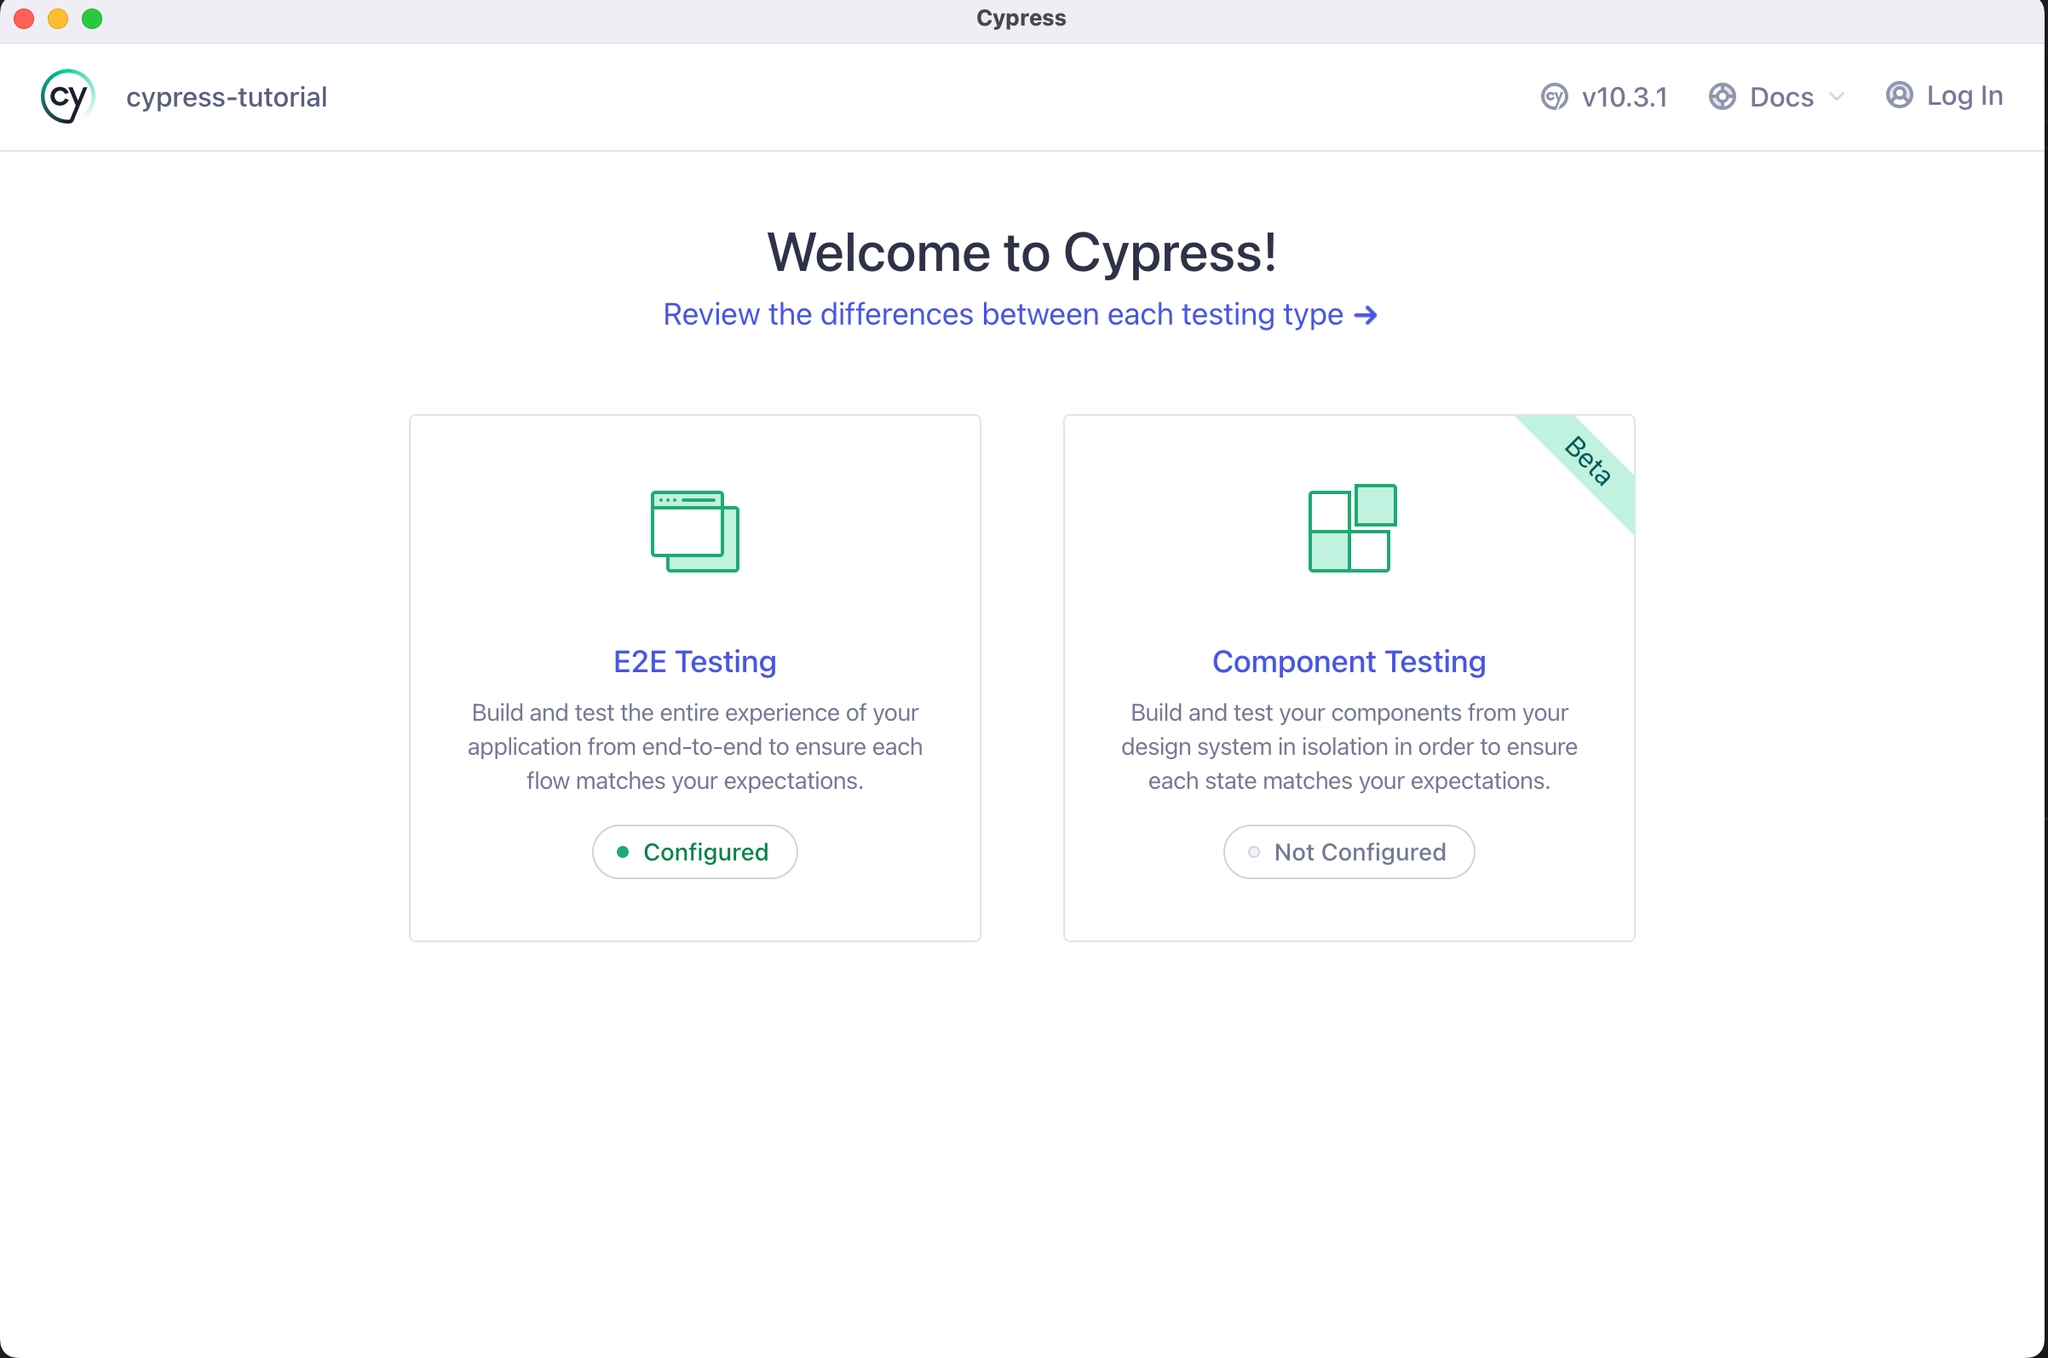 Cypress
cy
cypress-tutorial
cy v10.3.1
Docs
Log In
Welcome to Cypress!
Review the differences between each testing type →
Beta
E2E Testing
Build and test the entire experience of your
application from end-to-end to ensure each
flow matches your expectations.
Configured
Component Testing
Build and test your components from your
design system in isolation in order to ensure
each state matches your expectations.
Not Configured